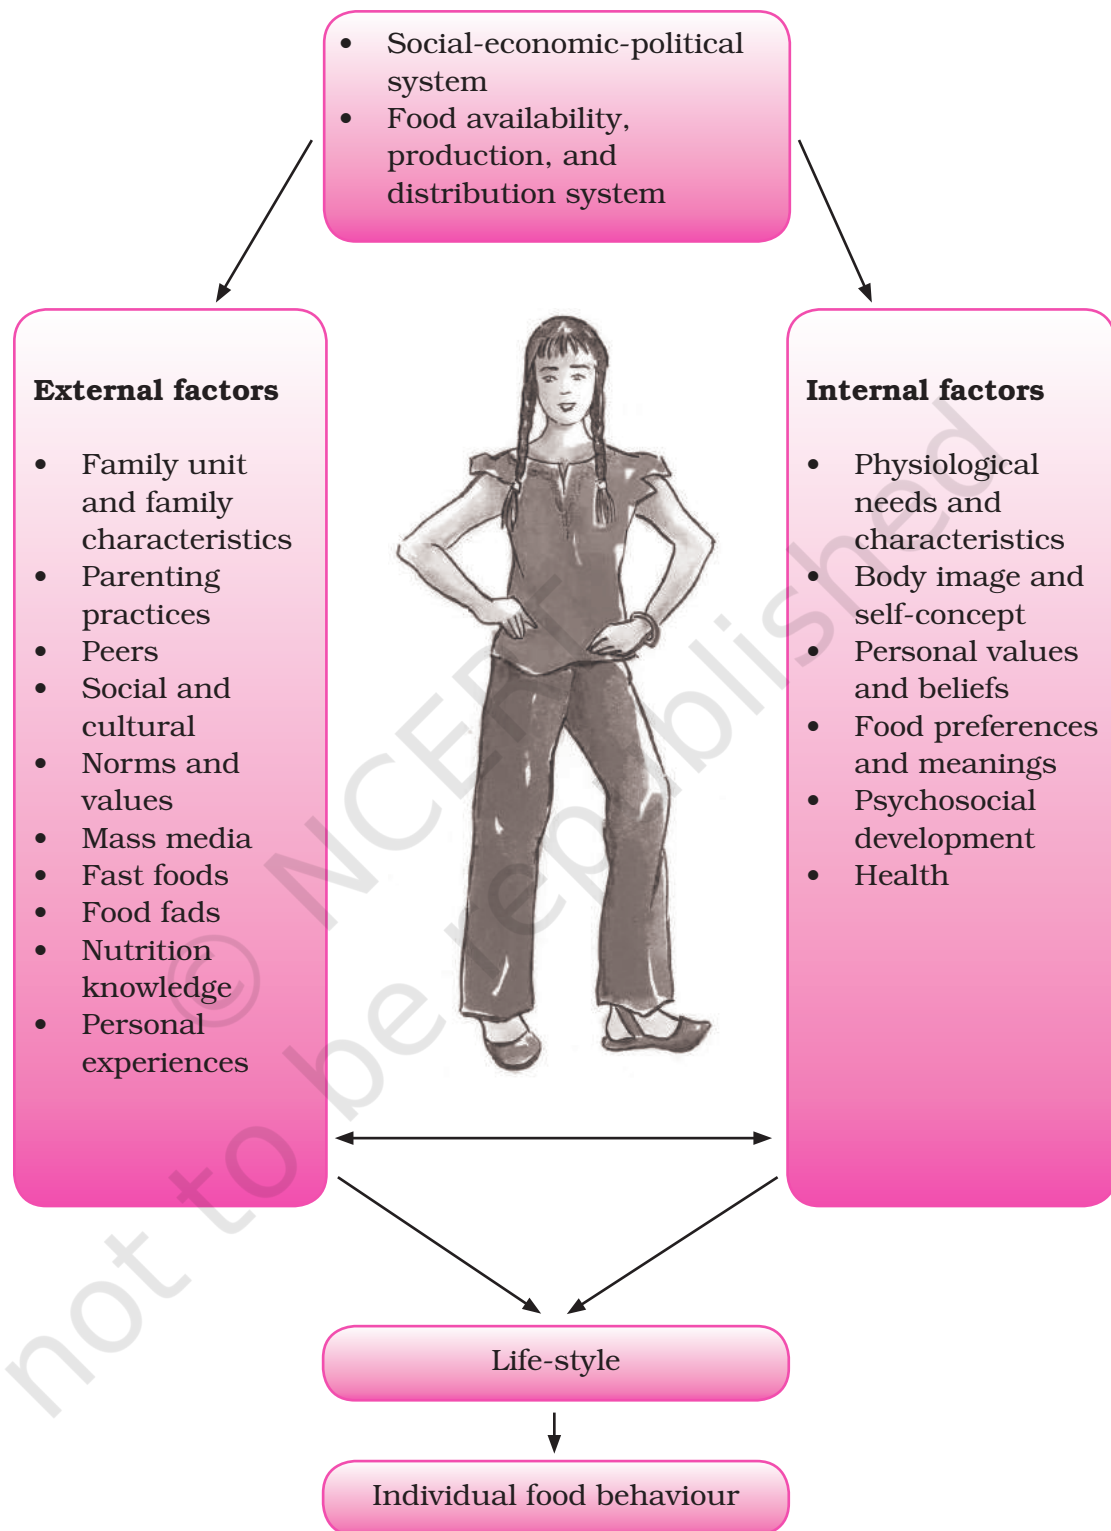 • Social-economic-political
system
• Food availability,
production, and
distribution system
External factors
• Family unit
and family
characteristics
• Parenting
practices
• Peers
• Social and
cultural
• Norms and
values
• Mass media
• Fast foods
• Food fads
• Nutrition
knowledge
• Personal
experiences
Internal factors
• Physiological
needs and
characteristics
• Body image and
self-concept
• Personal values
and beliefs
• Food preferences
and meanings
• Psychosocial
development
• Health
Life-style
Individual food behaviour
© NCERT
not to be republished